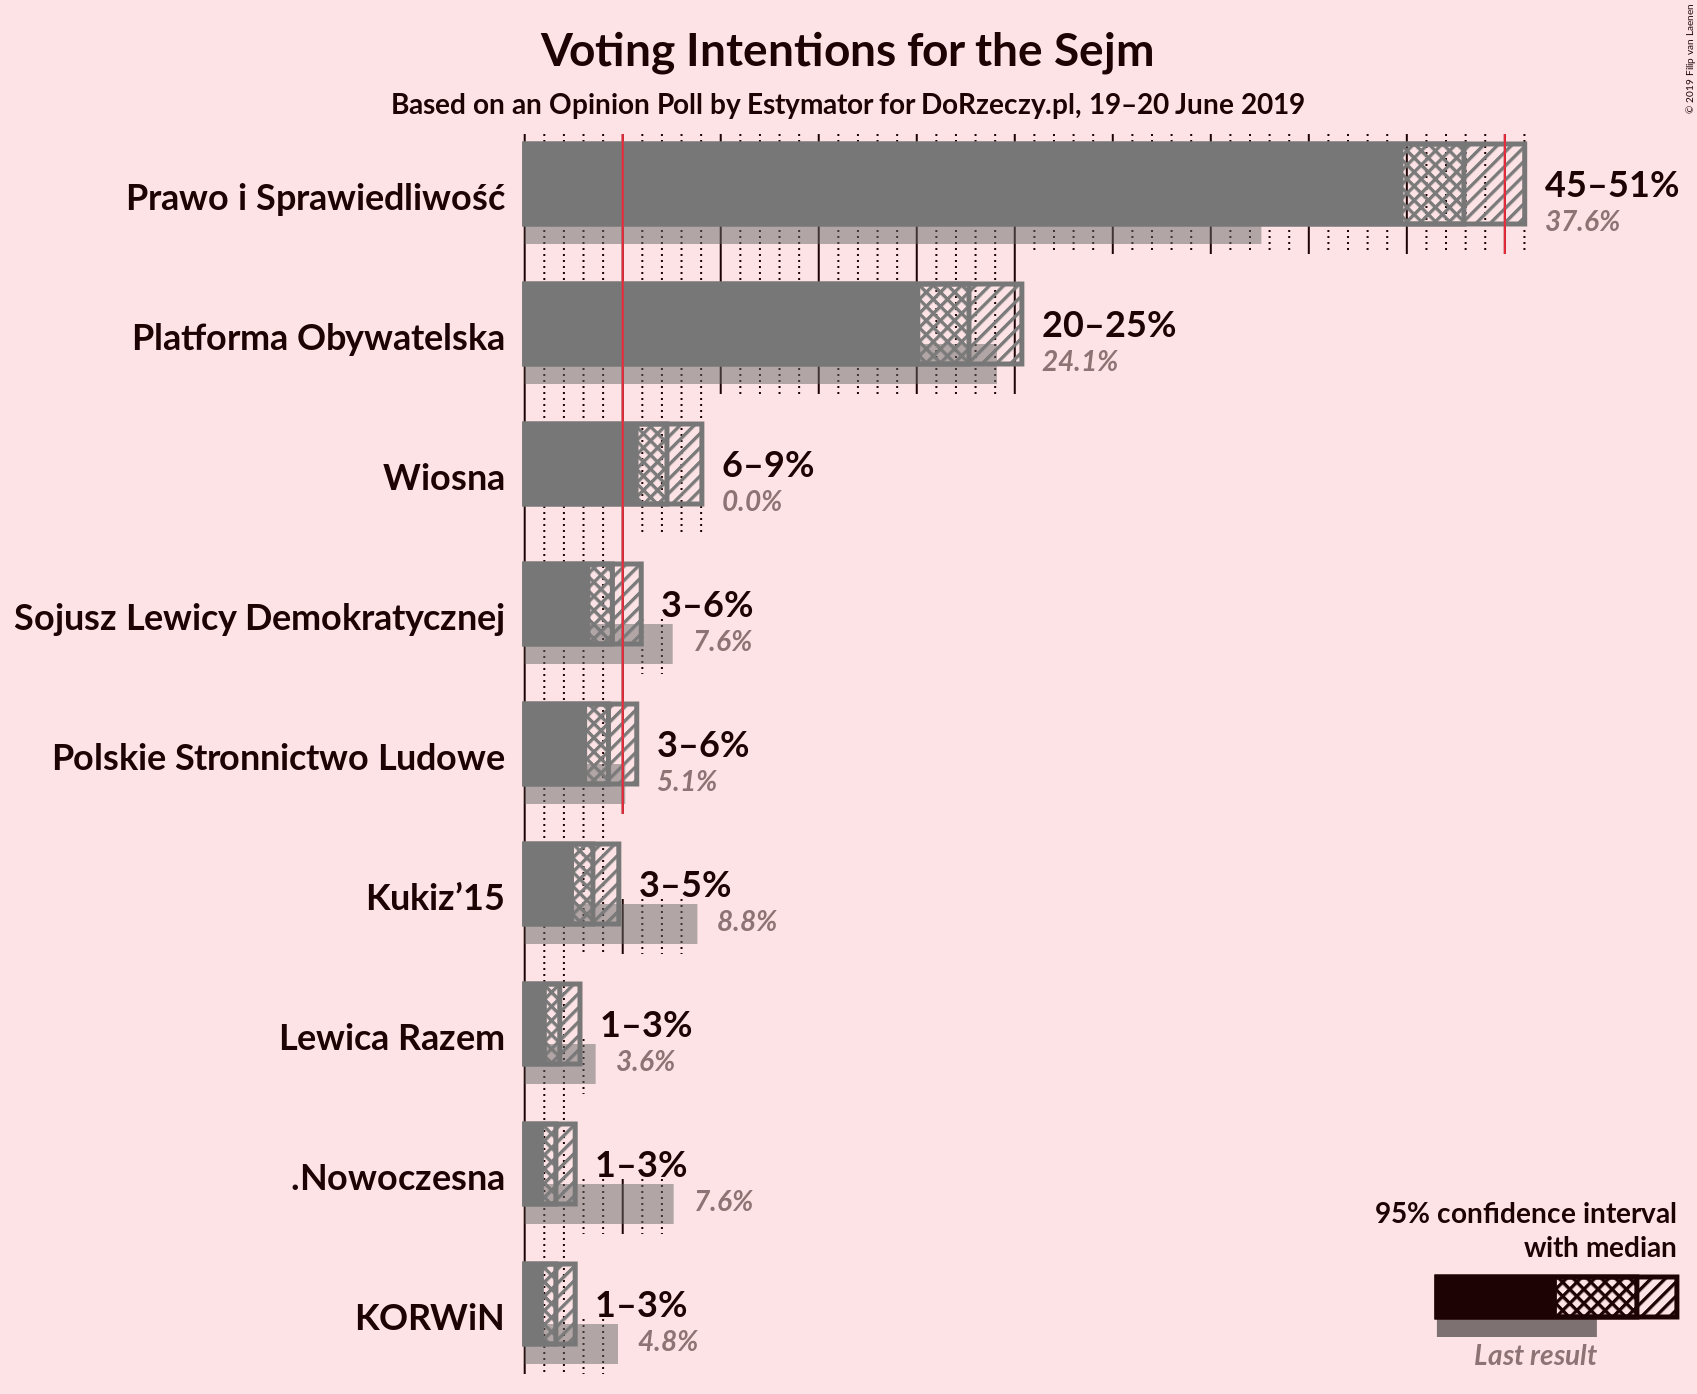 Voting Intentions for the Sejm
Based on an Opinion Poll by Estymator for DoRzeczy.pl, 19–20 June 2019
© 2019 Filip van Laenen
Prawo i Sprawiedliwość
45–51%
37.6%
Platforma Obywatelska
20–25%
24.1%
Wiosna
6–9%
0.0%
Sojusz Lewicy Demokratycznej
3–6%
7.6%
Polskie Stronnictwo Ludowe
3–6%
5.1%
Kukiz’15
3–5%
8.8%
Lewica Razem
1–3%
3.6%
.Nowoczesna
1–3%
7.6%
KORWiN
1–3%
4.8%
95% confidence interval
with median
Last result